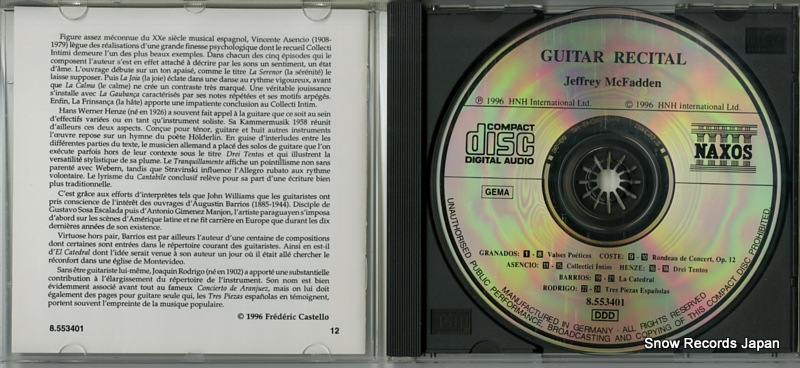 Figure assez méconnue du XXe siècle musical espagnol, Vincente Asencio (1908-
1979) lègue des réalisations d'une grande finesse psychologique dont le recueil Collecti
Intimi demeure l'un des plus beaux exemples. Dans chacun des cinq épisodes qui le
composent l'auteur s'est en effet attaché à décrire par les sons un sentiment, un état
d'âme. L'ouvrage débute sur un ton apaisé, comme le titre La Serenor (la sérénité) le
laisse supposer. Puis La Joia (la joie) éclate dans une danse au rythme vigoureux, avant
que La Calma (le calme) ne crée un contraste très marqué. Une véritable jouissance
s'installe avec La Gaubança caractérisés par ses notes répétées et ses motifs arpégés.
Enfin, La Frinsança (la hâte) apporte une impatiente conclusion au Collecti Intim.
Hans Werner Henze (né en 1926) a souvent fait appel à la guitare que ce soit au sein
d'effectifs variées ou en tant qu'instrument soliste. Sa Kammermusik 1958 réunit
d'ailleurs ces deux aspects. Conçue pour ténor, guitare et huit autres instruments
l'œuvre repose sur un hymne du poète Hölderlin. En guise d'interludes entre les
différentes parties du texte, le musicien allemand a placé des solos de guitare que l'on
exécute parfois hors de leur contexte sous le titre Drei Tentos et qui illustrent la
versatilité stylistique de sa plume. Le Tranquillamente affiche un pointillisme non sans
parenté avec Webern, tandis que Stravinski influence l'Allegro rubato aux rythme
volontaire. Le lyrisme du Cantabile conclusif relève pour sa part d'une écriture bien
plus traditionnelle.
C'est grâce aux efforts d'interprètes tels que John Williams que les guitaristes ont
pris conscience de l'intérêt des œuvres d'Augustin Barrios (1885-1944). Disciple de
Gustavo Sosa Escalada puis d'Antonio Gimenez Manjon, l'artiste paraguayen s'imposa
d'abord sur les scènes d'Amérique latine et ne fit carrière en Europe que durant les dix
dernières années de son existence.
Virtuose hors pair, Barrios est par ailleurs l'auteur d'une centaine de compositions
dont certaines sont entrées dans le répertoire courant des guitaristes. Ainsi en est-il
d'El Catedral dont l'idée serait venue à son auteur un jour où il était allé chercher le
réconfort dans une église de Montevideo.
Sans être guitariste lui-même, Joaquin Rodrigo (né en 1902) a apporté une substantielle
contribution à l'élargissement du répertoire de l'instrument. Son nom est bien
évidemment associé avant tout au fameux Concierto de Aranjuez, mais on lui doit
également des pages pour guitare seule qui, les Tres Piezas españolas en témoignent,
portent souvent l'empreinte de la musique populaire.
© 1996 Frédéric Castello
8.553401
12
GUITAR RECITAL
Jeffrey McFadden
℗ 1996 HNH International Ltd.
© 1996 HNH international Ltd.
COMPACT
disc
DIGITAL AUDIO
NAXOS
GEMA
GRANADOS: 1 - 8 Valses Poéticos
COSTE: 9 - 10 Rondeau de Concert, Op. 12
ASENCIO: 11 - 15 Collectici Íntim
HENZE: 16 - 18 Drei Tentos
BARRIOS: 19 - 21 La Catedral
RODRIGO: 22 - 24 Tres Piezas Españolas
8.553401
DDD
UNAUTHORISED PUBLIC PERFORMANCE, BROADCASTING AND COPYING OF THIS COMPACT DISC PROHIBITED
MANUFACTURED IN GERMANY - ALL RIGHTS RESERVED
Snow Records Japan